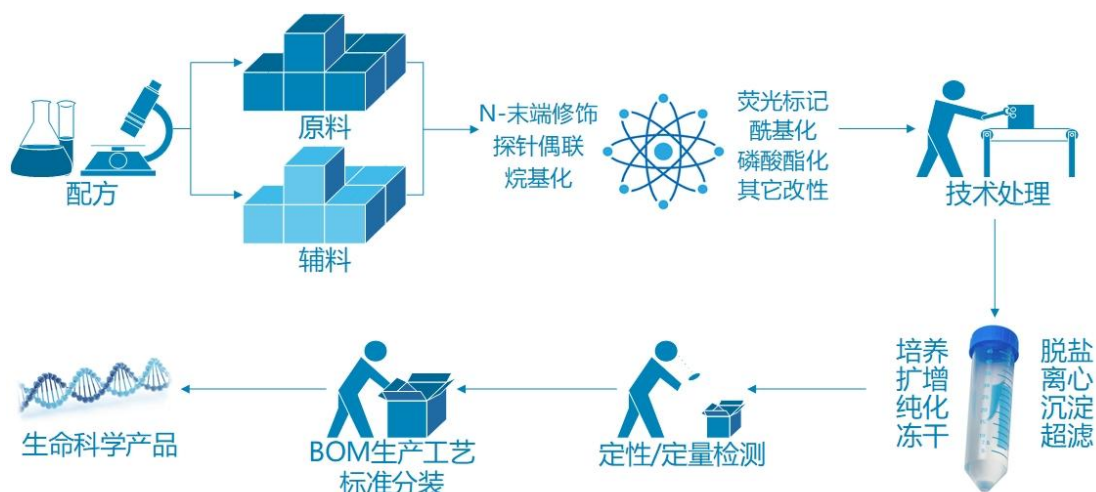 配方
原料
辅料
N-末端修饰
探针偶联
烷基化
荧光标记
酰基化
磷酸酯化
其它改性
技术处理
培养
扩增
纯化
冻干
脱盐
离心
沉淀
超滤
定性/定量检测
BOM生产工艺
标准分装
生命科学产品